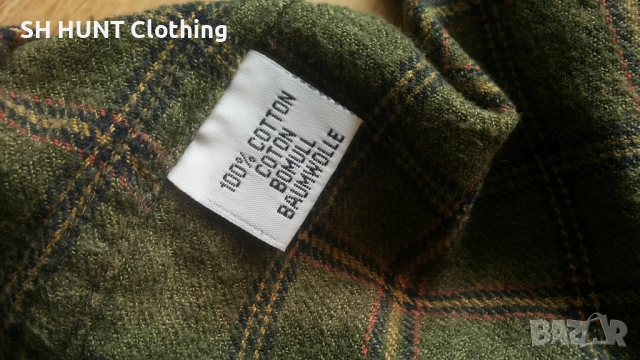 SH HUNT Clothing
100% COTTON
COTON
BOMULL
BAUMWOLLE
BAZAR